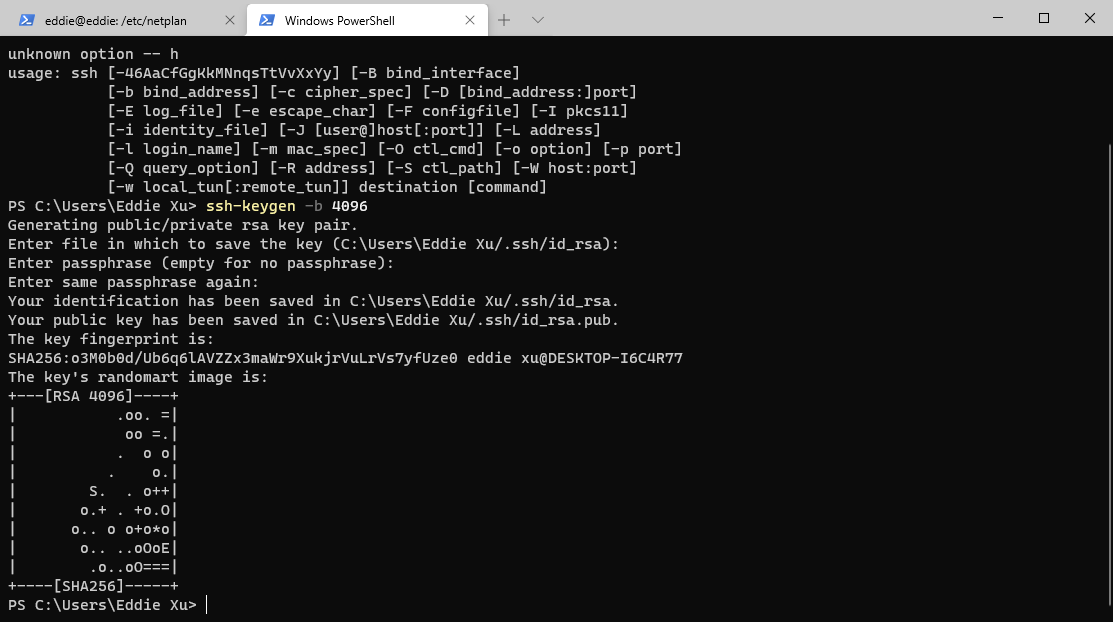 eddie@eddie: /etc/netplan
Windows PowerShell
unknown option -- h
usage: ssh [-46AaCfGgKkMNnqsTtVvXxYy] [-B bind_interface]
           [-b bind_address] [-c cipher_spec] [-D [bind_address:]port]
           [-E log_file] [-e escape_char] [-F configfile] [-I pkcs11]
           [-i identity_file] [-J [user@]host[:port]] [-L address]
           [-l login_name] [-m mac_spec] [-O ctl_cmd] [-o option] [-p port]
           [-Q query_option] [-R address] [-S ctl_path] [-W host:port]
           [-w local_tun[:remote_tun]] destination [command]
PS C:\Users\Eddie Xu> ssh-keygen -b 4096
Generating public/private rsa key pair.
Enter file in which to save the key (C:\Users\Eddie Xu/.ssh/id_rsa):
Enter passphrase (empty for no passphrase):
Enter same passphrase again:
Your identification has been saved in C:\Users\Eddie Xu/.ssh/id_rsa.
Your public key has been saved in C:\Users\Eddie Xu/.ssh/id_rsa.pub.
The key fingerprint is:
SHA256:o3M0b0d/Ub6q6lAVZZx3maWr9XukjrVuLrVs7yfUze0 eddie xu@DESKTOP-I6C4R77
The key's randomart image is:
+---[RSA 4096]----+
|           .oo. =|
|            oo =.|
|           .  o o|
|          .    o.|
|        S.  . o++|
|       o.+ . +o.O|
|      o.. o o+o*o|
|       o.. ..oOoE|
|        .o..oO===|
+----[SHA256]-----+
PS C:\Users\Eddie Xu>